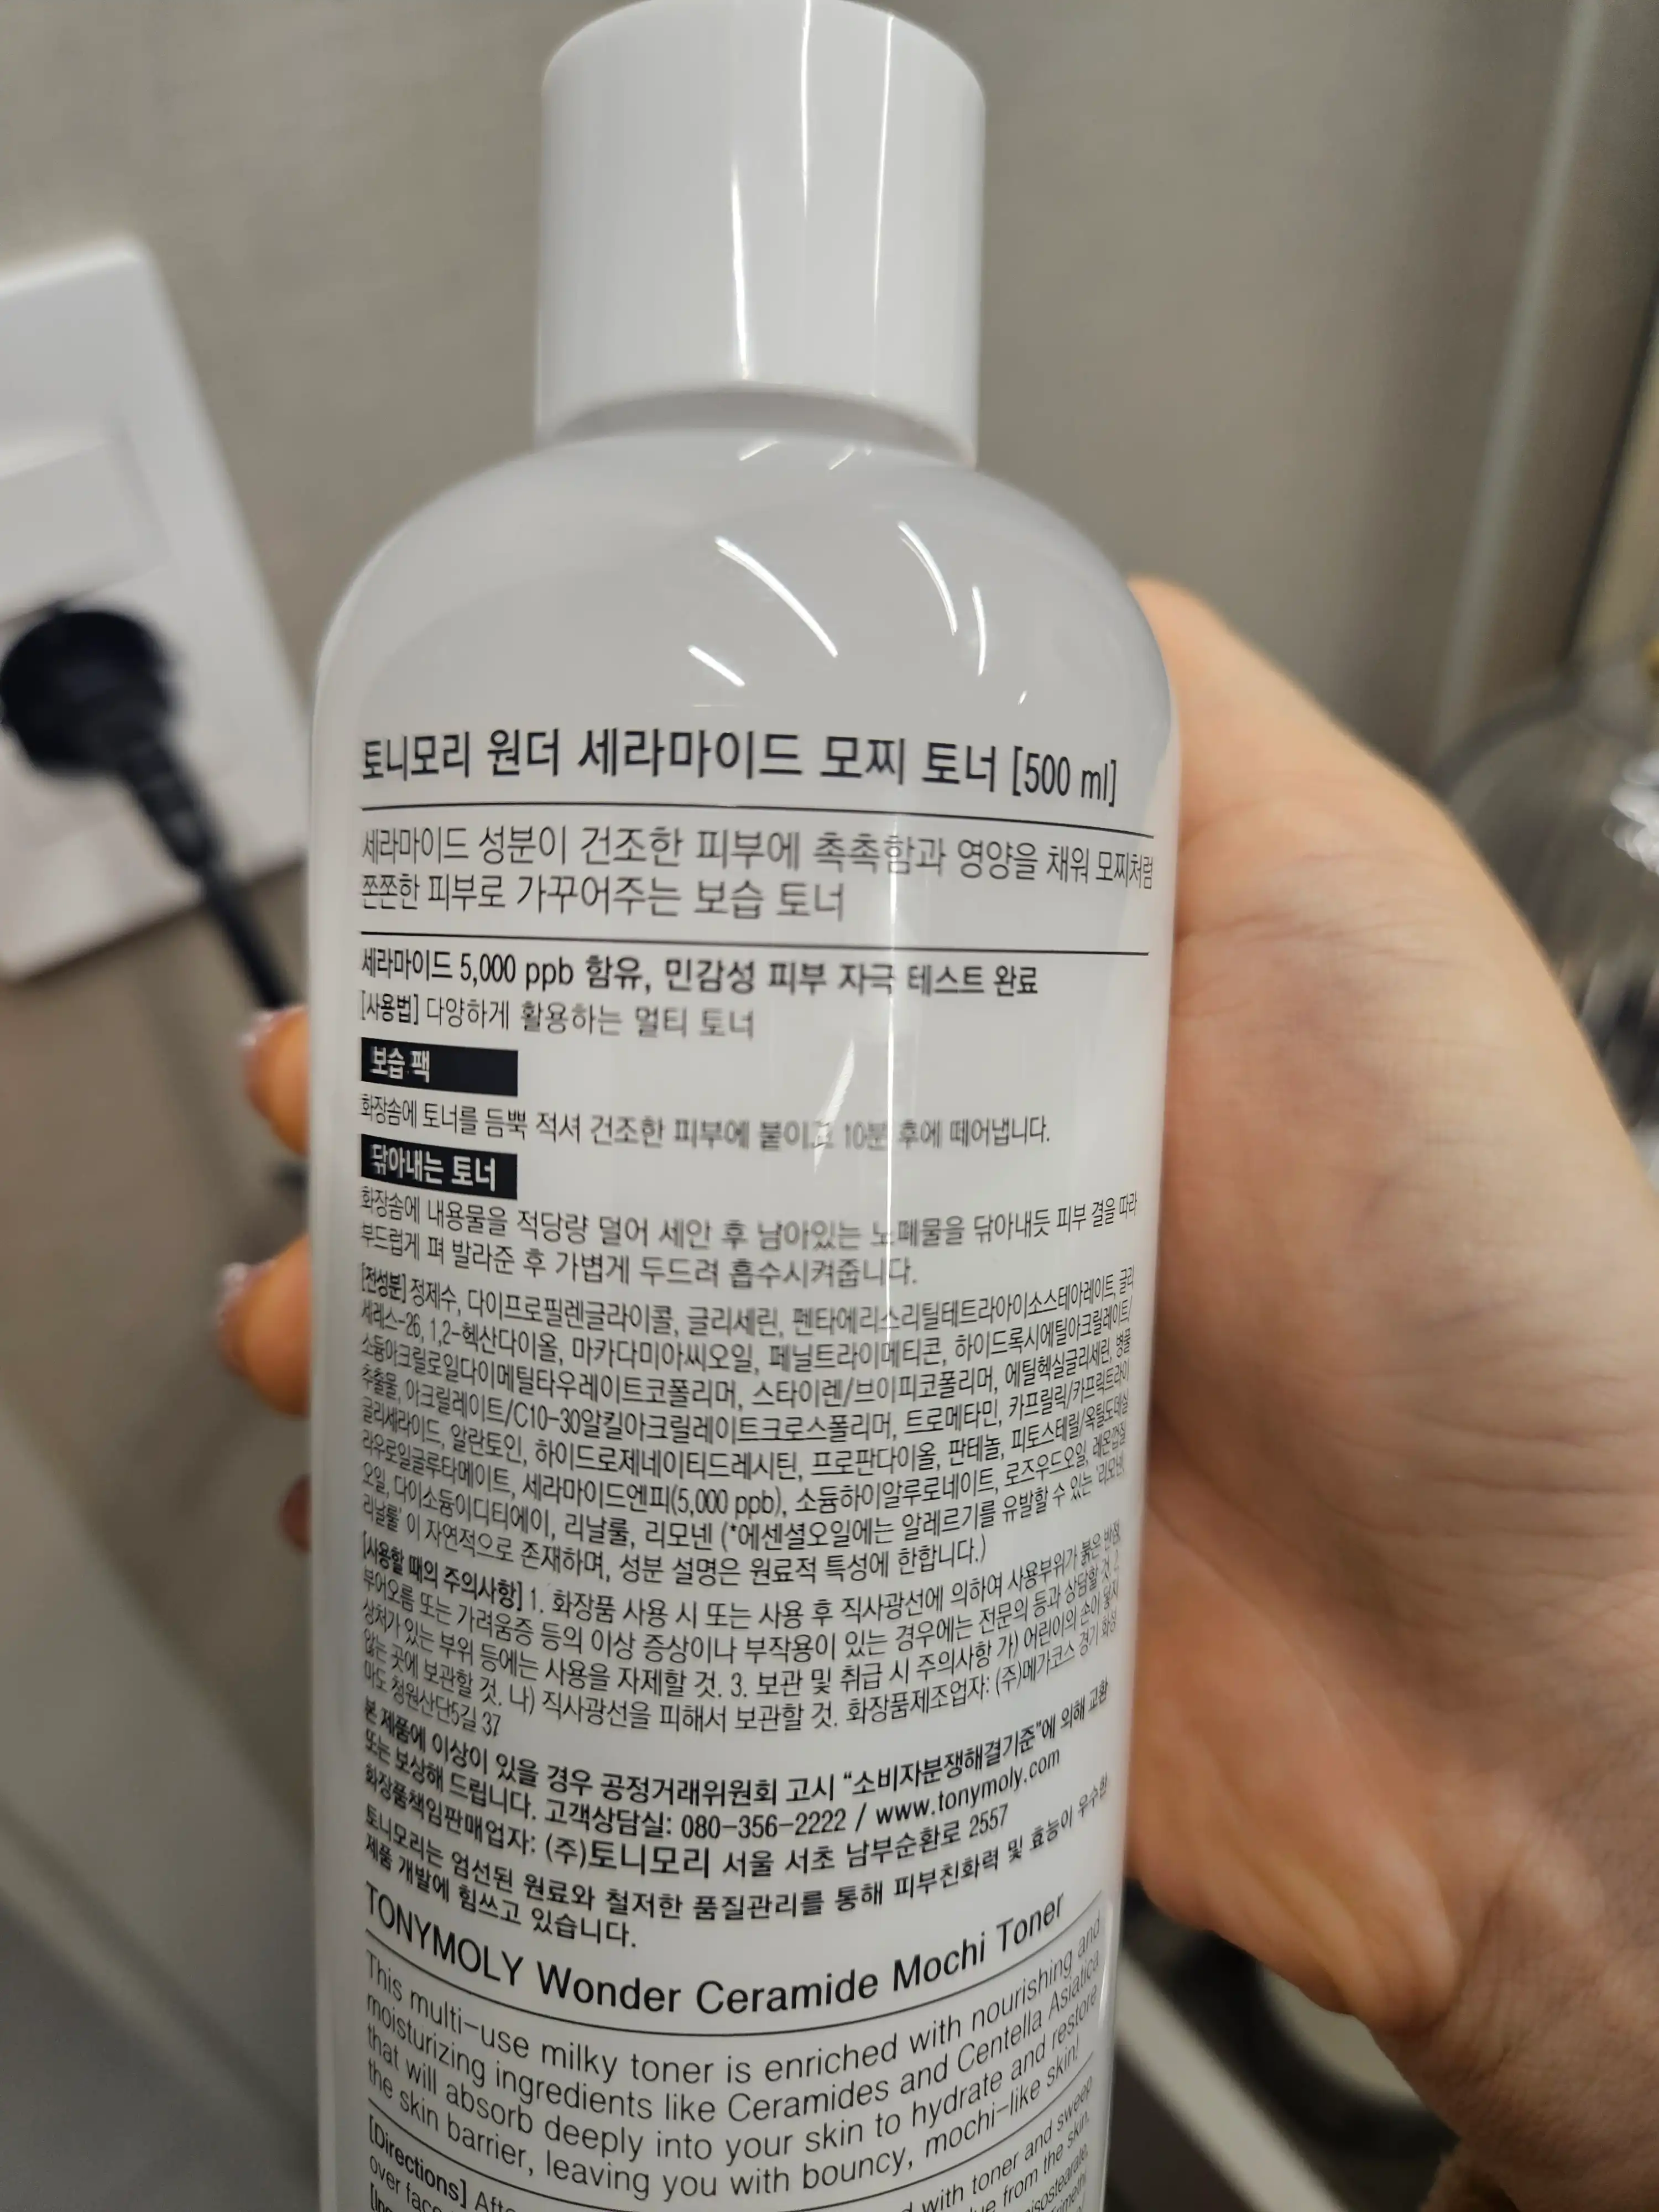 토니모리 원더 세라마이드 모찌 토너 [500 ml]
세라마이드 성분이 건조한 피부에 촉촉함과 영양을 채워 모찌처럼
쫀쫀한 피부로 가꾸어주는 보습 토너
세라마이드 5,000 ppb 함유, 민감성 피부 자극 테스트 완료
[사용법] 다양하게 활용하는 멀티 토너
보습 팩
화장솜에 토너를 듬뿍 적셔 건조한 피부에 붙이고 10분 후에 떼어냅니다.
닦아내는 토너
화장솜에 내용물을 적당량 덜어 세안 후 남아있는 노폐물을 닦아내듯 피부 결을 따라
부드럽게 펴 발라준 후 가볍게 두드려 흡수시켜줍니다.
[전성분] 정제수, 다이프로필렌글라이콜, 글리세린, 펜타에리스리틸테트라아이소스테아레이트, 글리
세레스-26, 1,2-헥산다이올, 마카다미아씨오일, 페닐트라이메티콘, 하이드록시에틸아크릴레이트/
소듐아크릴로일다이메틸타우레이트코폴리머, 스타이렌/브이피코폴리머, 에틸헥실글리세린, 병풀
추출물, 아크릴레이트/C10-30알킬아크릴레이트크로스폴리머, 트로메타민, 카프릴릭/카프릭트라이
글리세라이드, 알란토인, 하이드로제네이티드레시틴, 프로판다이올, 판테놀, 피토스테릴/옥틸도데실
라우로일글루타메이트, 세라마이드엔피(5,000 ppb), 소듐하이알루로네이트, 로즈우드오일, 레몬껍질
오일, 다이소듐이디티에이, 리날룰, 리모넨 (*에센셜오일에는 알레르기를 유발할 수 있는 '리모넨,
리날룰' 이 자연적으로 존재하며, 성분 설명은 원료적 특성에 한합니다.)
[사용할 때의 주의사항] 1. 화장품 사용 시 또는 사용 후 직사광선에 의하여 사용부위가 붉은 반점,
부어오름 또는 가려움증 등의 이상 증상이나 부작용이 있는 경우에는 전문의 등과 상담할 것. 2.
상처가 있는 부위 등에는 사용을 자제할 것. 3. 보관 및 취급 시 주의사항 가) 어린이의 손이 닿지
않는 곳에 보관할 것. 나) 직사광선을 피해서 보관할 것. 화장품제조업자: (주)메가코스 경기 화성
마도 청원산단5길 37
본 제품에 이상이 있을 경우 공정거래위원회 고시 “소비자분쟁해결기준”에 의해 교환
또는 보상해 드립니다. 고객상담실: 080-356-2222 / www.tonymoly.com
화장품책임판매업자: (주)토니모리 서울 서초 남부순환로 2557
토니모리는 엄선된 원료와 철저한 품질관리를 통해 피부친화력 및 효능이 우수한
제품 개발에 힘쓰고 있습니다.
TONYMOLY Wonder Ceramide Mochi Toner
This multi-use milky toner is enriched with nourishing and
moisturizing ingredients like Ceramides and Centella Asiatica
that will absorb deeply into your skin to hydrate and restore
the skin barrier, leaving you with bouncy, mochi-like skin!
[Directions] with toner and sweep
over from the skin.